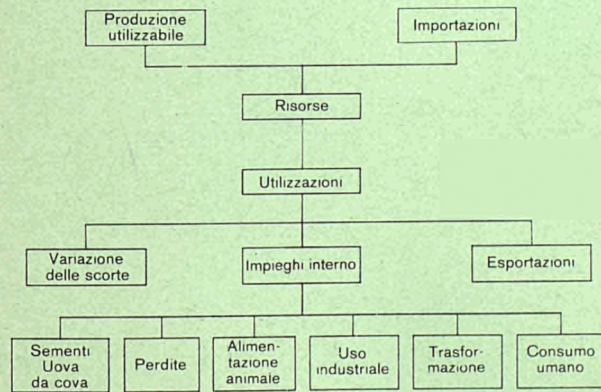 Produzione
utilizzabile
Importazioni
Risorse
Utilizzazioni
Variazione
delle scorte
Impieghi interno
Esportazioni
Sementi
Uova
da cova
Perdite
Alimen-
tazione
animale
Uso
industriale
Trasfor-
mazione
Consumo
umano